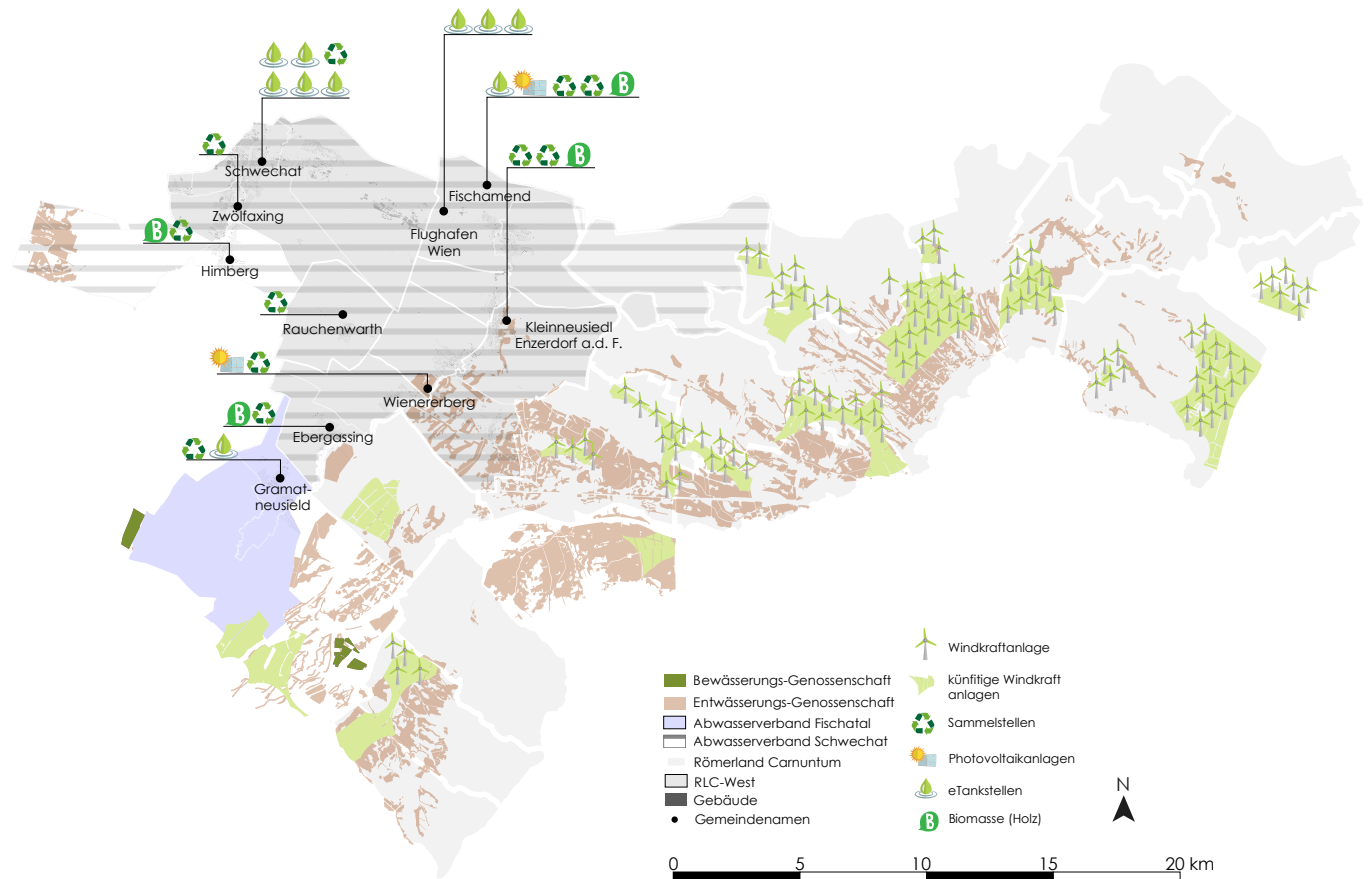 Schwechat
Fischamend
Zwölfaxing
Flughafen
Wien
Himberg
Rauchenwarth
Kleinneusiedl
Enzerdorf a.d. F.
Wienererberg
Ebergassing
Gramat-
neusield
Bewässerungs-Genossenschaft
Entwässerungs-Genossenschaft
Abwasserverband Fischatal
Abwasserverband Schwechat
Römerland Carnuntum
RLC-West
Gebäude
Gemeindenamen
Windkraftanlage
künfitige Windkraft
anlagen
Sammelstellen
Photovoltaikanlagen
eTankstellen
B Biomasse (Holz)
N
0 5 10 15 20 km
B
B
B
B